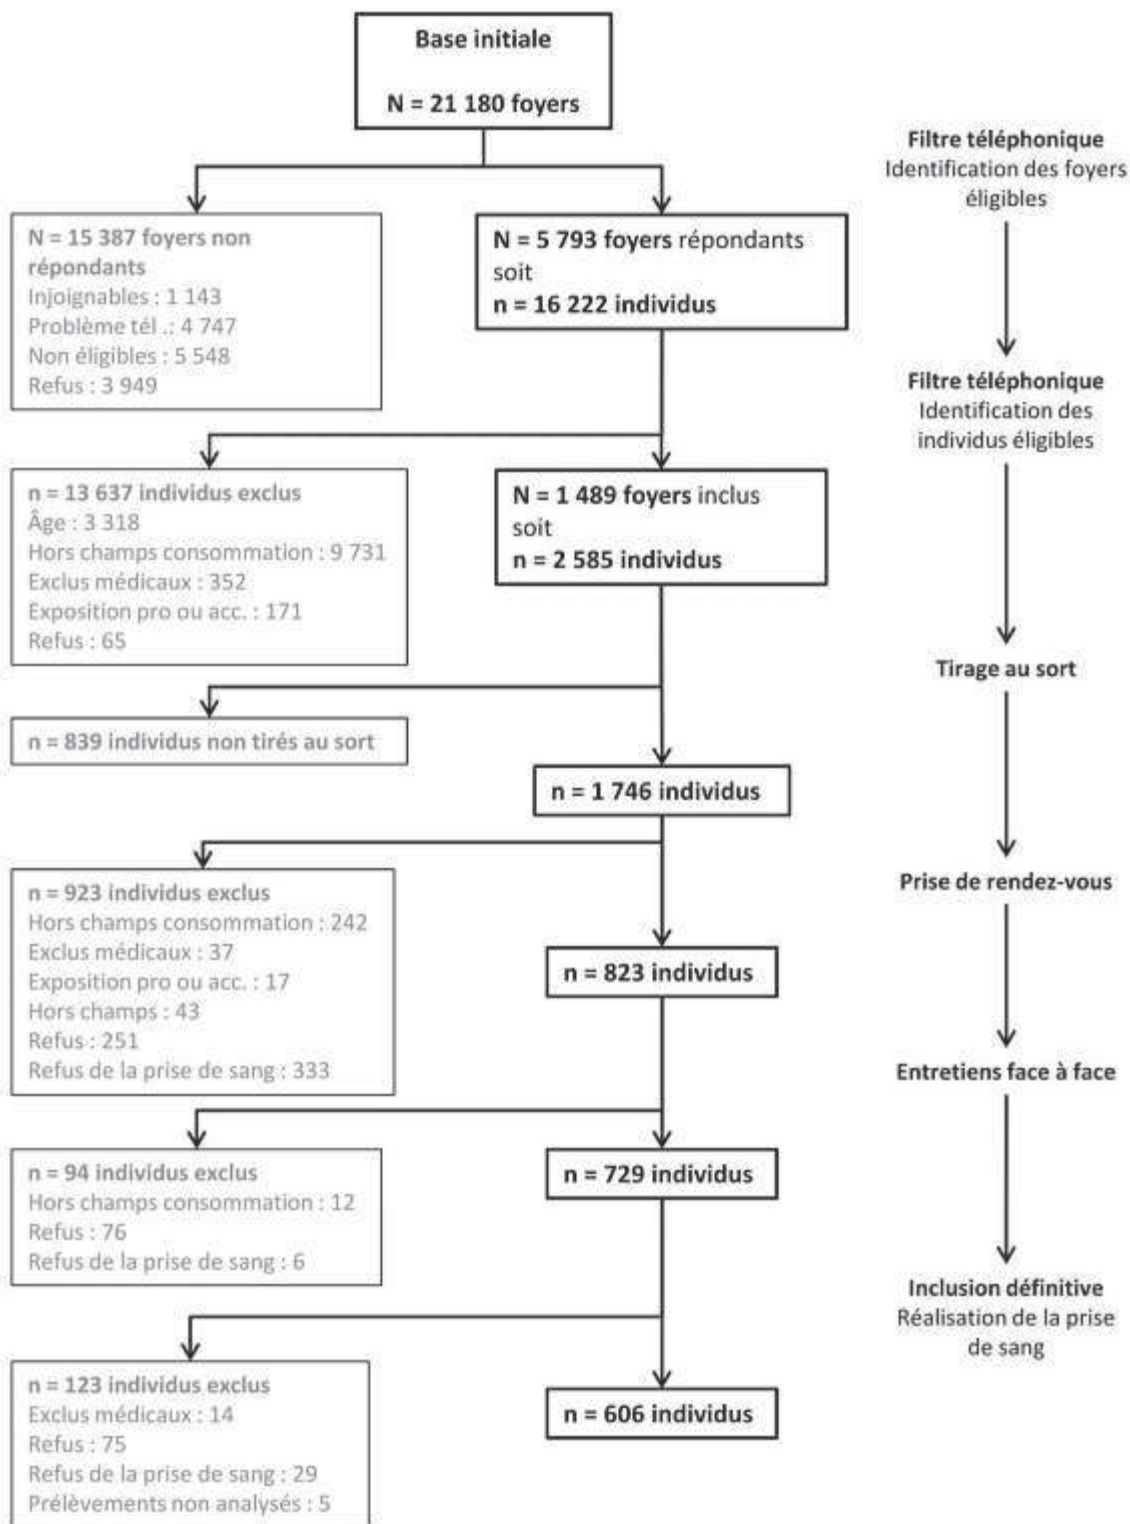 Base initiale
N = 21 180 foyers
Filtre téléphonique
Identification des foyers
éligibles
N = 15 387 foyers non
répondants
Injoignables : 1 143
Problème tél .: 4 747
Non éligibles : 5 548
Refus : 3 949
N = 5 793 foyers répondants
soit
n = 16 222 individus
Filtre téléphonique
Identification des
individus éligibles
n = 13 637 individus exclus
Âge : 3 318
Hors champs consommation : 9 731
Exclus médicaux : 352
Exposition pro ou acc. : 171
Refus : 65
N = 1 489 foyers inclus
soit
n = 2 585 individus
Tirage au sort
n = 839 individus non tirés au sort
n = 1 746 individus
Prise de rendez-vous
n = 923 individus exclus
Hors champs consommation : 242
Exclus médicaux : 37
Exposition pro ou acc. : 17
Hors champs : 43
Refus : 251
Refus de la prise de sang : 333
n = 823 individus
Entretiens face à face
n = 94 individus exclus
Hors champs consommation : 12
Refus : 76
Refus de la prise de sang : 6
n = 729 individus
Inclusion définitive
Réalisation de la prise
de sang
n = 123 individus exclus
Exclus médicaux : 14
Refus : 75
Refus de la prise de sang : 29
Prélèvements non analysés : 5
n = 606 individus